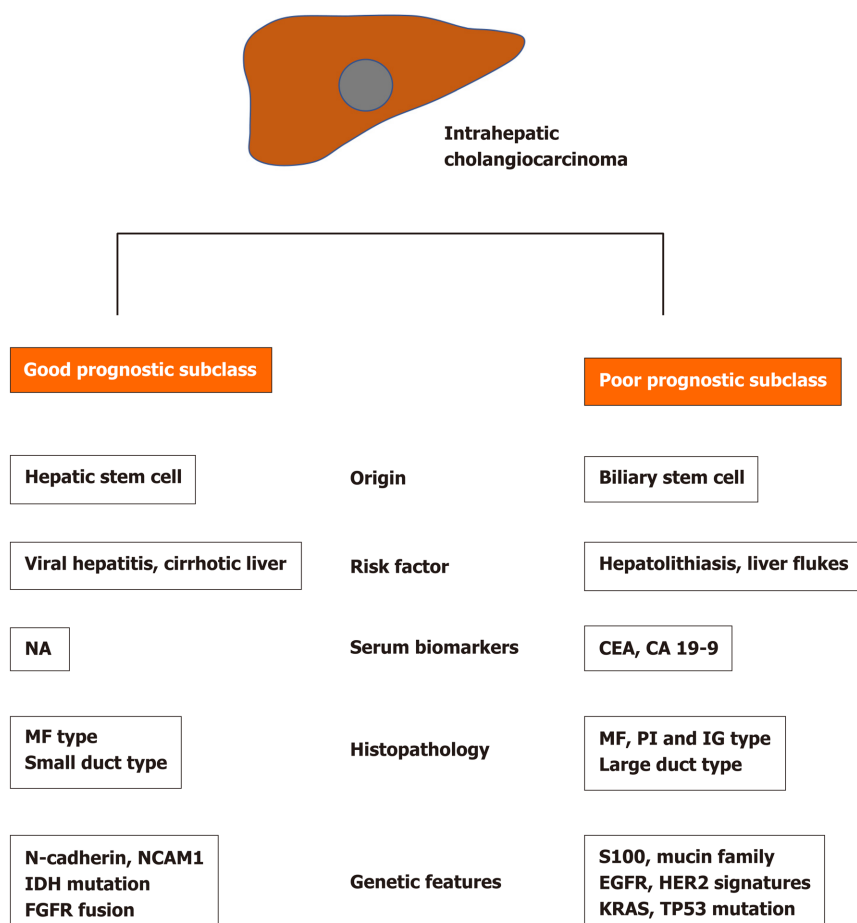 Intrahepatic
cholangiocarcinoma
Good prognostic subclass
Poor prognostic subclass
Hepatic stem cell
Origin
Biliary stem cell
Viral hepatitis, cirrhotic liver
Risk factor
Hepatolithiasis, liver flukes
NA
Serum biomarkers
CEA, CA 19-9
MF type
Small duct type
Histopathology
MF, PI and IG type
Large duct type
N-cadherin, NCAM1
IDH mutation
FGFR fusion
Genetic features
S100, mucin family
EGFR, HER2 signatures
KRAS, TP53 mutation